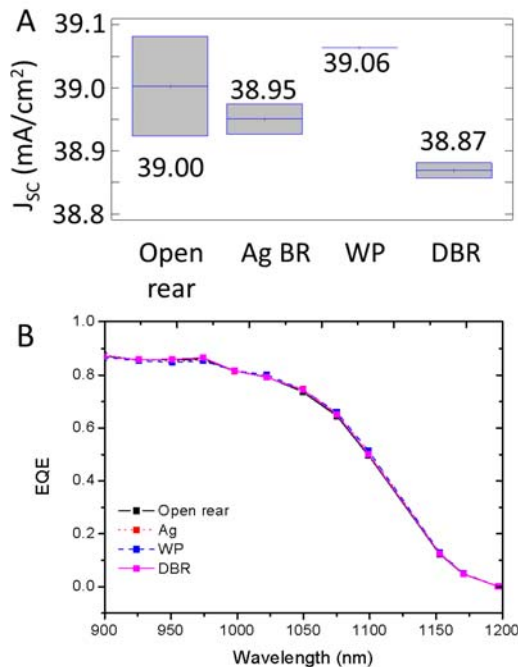 A
J_SC (mA/cm²)
39.1
39.0
38.9
38.8
39.00
38.95
39.06
38.87
Open rear
Ag BR
WP
DBR
B
EQE
1.0
0.8
0.6
0.4
0.2
0.0
Open rear
Ag
WP
DBR
900
950
1000
1050
1100
1150
1200
Wavelength (nm)